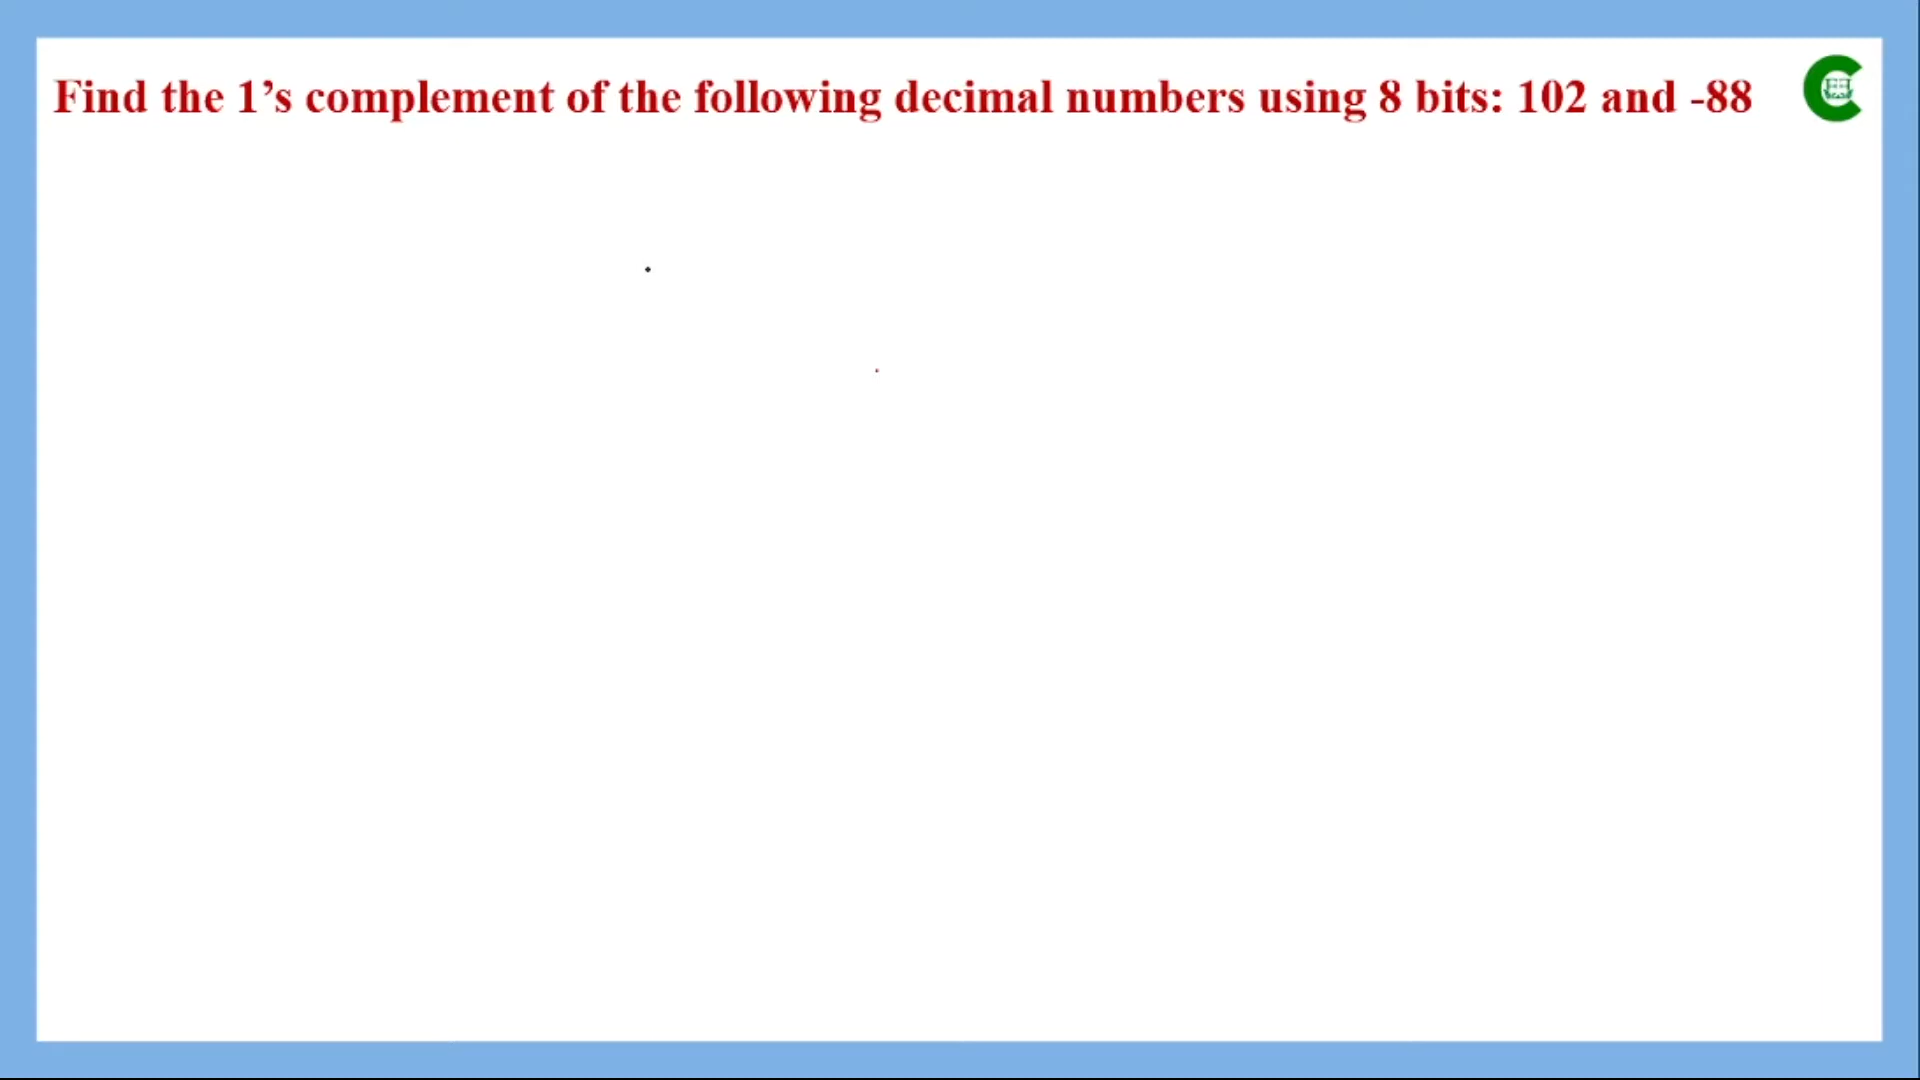 Find the 1’s complement of the following decimal numbers using 8 bits: 102 and -88